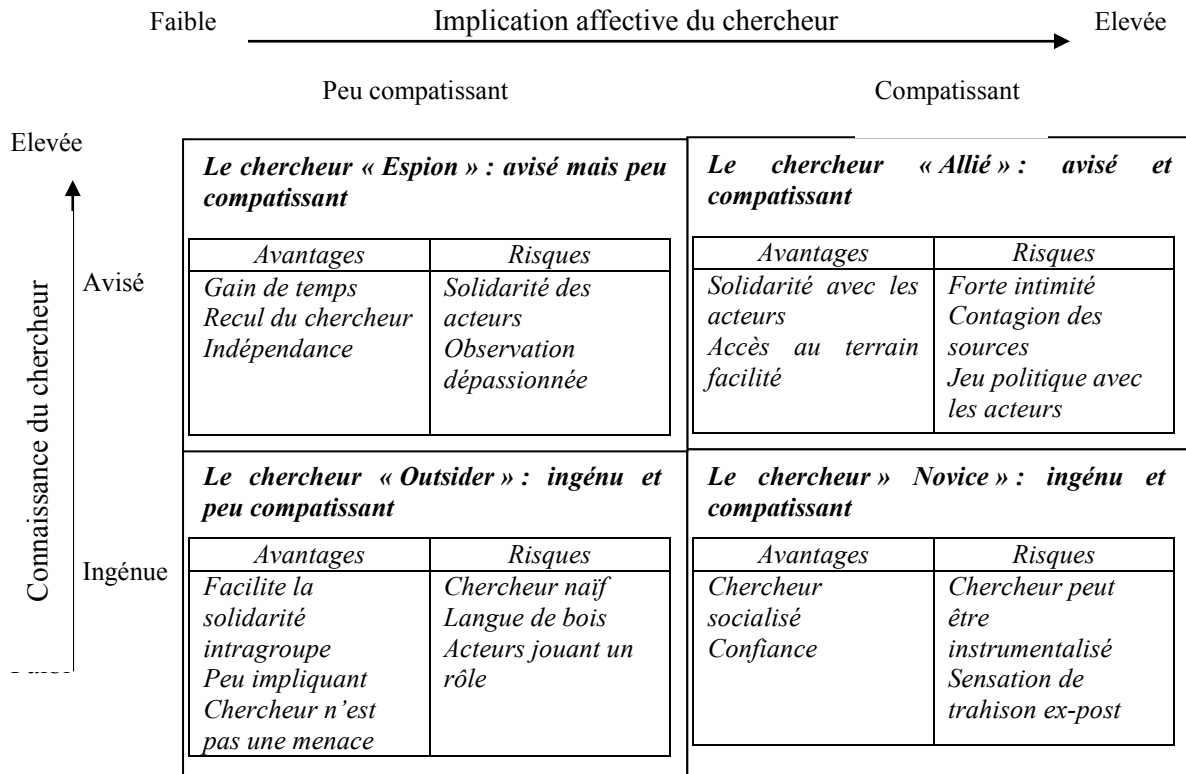 Faible Implication affective du chercheur Elevée
Peu compatissant Compatissant
Elevée
Connaissance du chercheur
Avisé
Le chercheur « Espion » : avisé mais peu
compatissant
Avantages Risques
Gain de temps
Recul du chercheur
Indépendance
Solidarité des
acteurs
Observation
dépassionnée
Le chercheur « Allié » : avisé et
compatissant
Avantages Risques
Solidarité avec les
acteurs
Accès au terrain
facilité
Forte intimité
Contagion des
sources
Jeu politique avec
les acteurs
Ingénue
Le chercheur « Outsider » : ingénu et
peu compatissant
Avantages Risques
Facilite la
solidarité
intragroupe
Peu impliquant
Chercheur n'est
pas une menace
Chercheur naïf
Langue de bois
Acteurs jouant un
rôle
Le chercheur » Novice » : ingénu et
compatissant
Avantages Risques
Chercheur
socialisé
Confiance
Chercheur peut
être
instrumentalisé
Sensation de
trahison ex-post